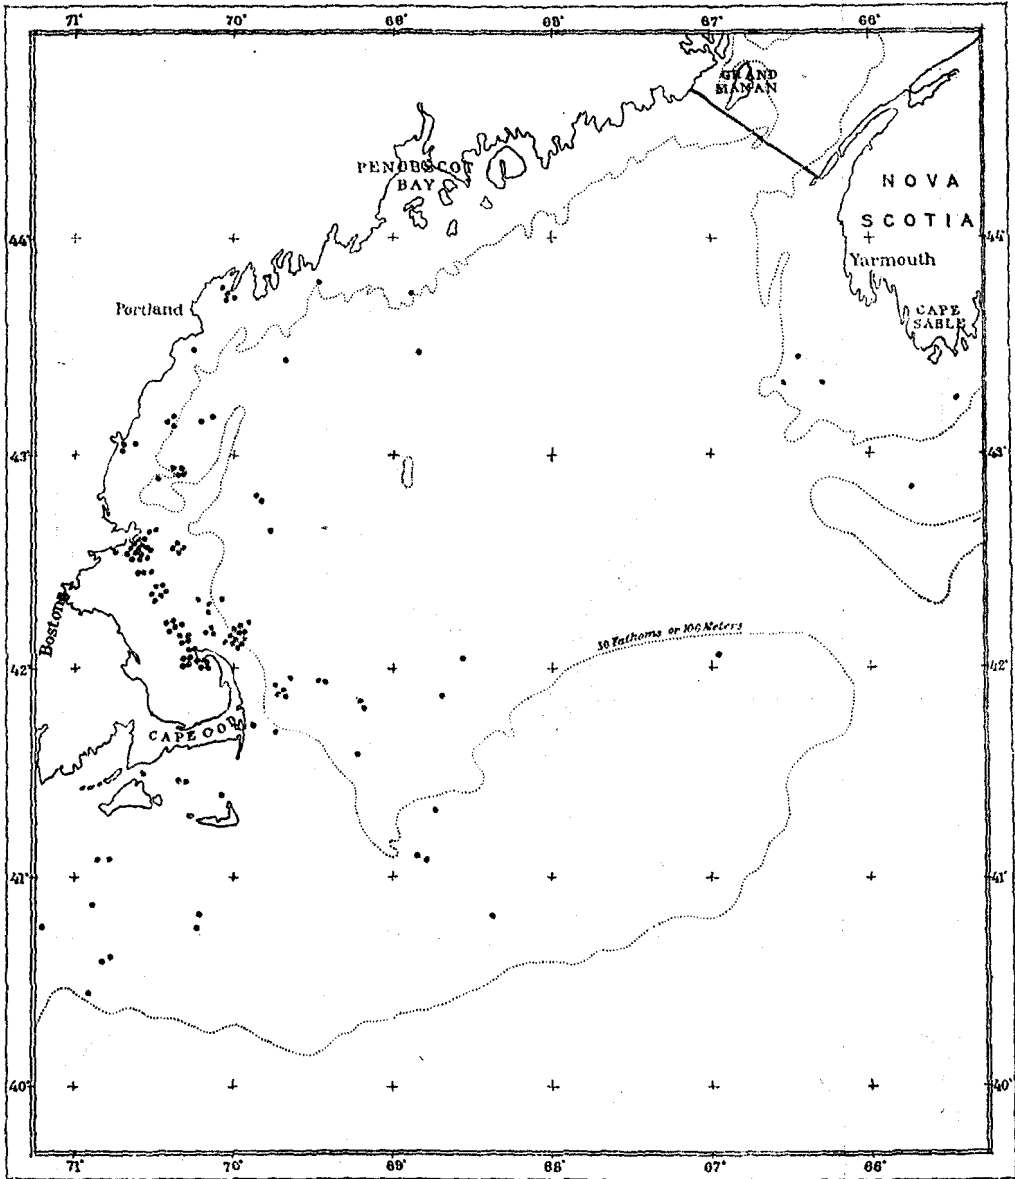 71° 70° 69° 68° 67° 66°
GRAND
MANAN
PENOBSCOT
BAY
NOVA
SCOTIA
44° 44°
Yarmouth
Portland
CAPE
SABLE
43° 43°
Boston
50 Fathoms or 100 Meters
42° 42°
CAPE COD
41° 41°
40° 40°
71° 70° 69° 68° 67° 66°